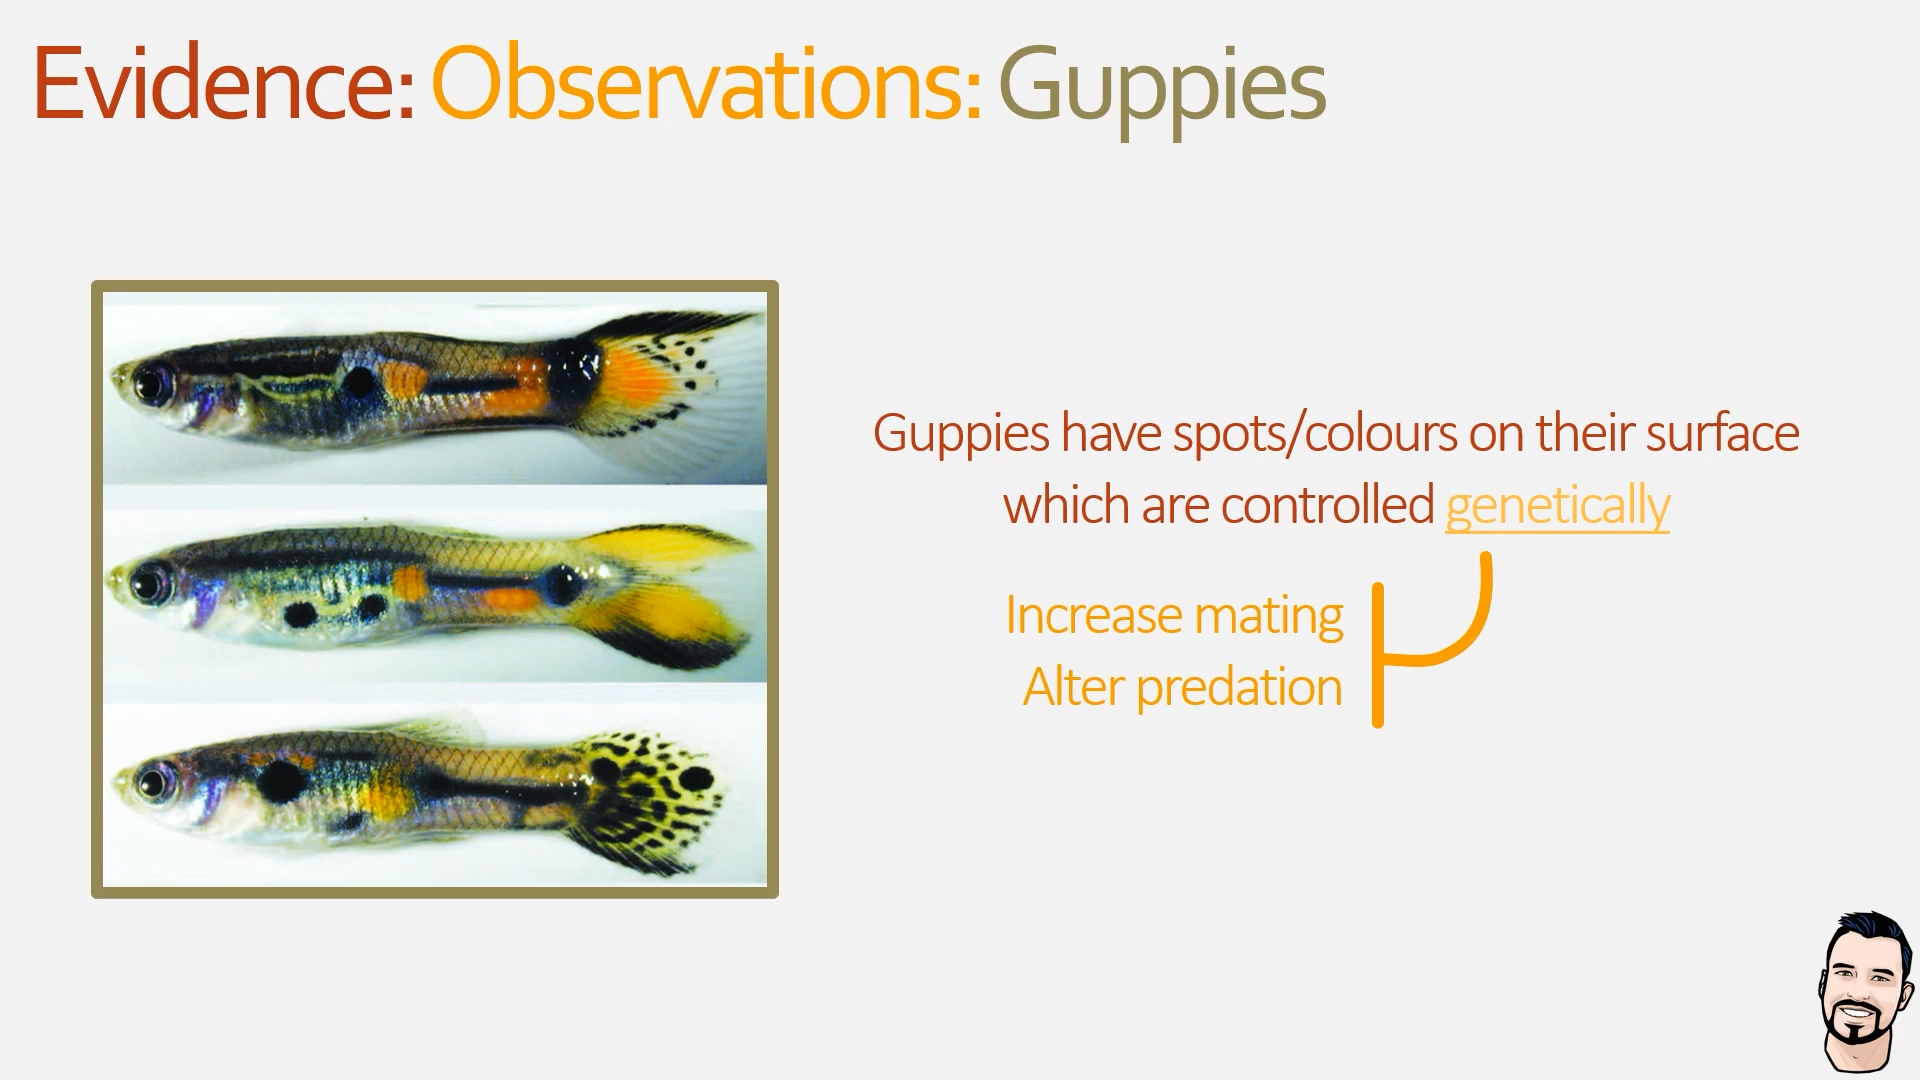 Evidence: Observations: Guppies
Guppies have spots/colours on their surface
which are controlled genetically
Increase mating
Alter predation